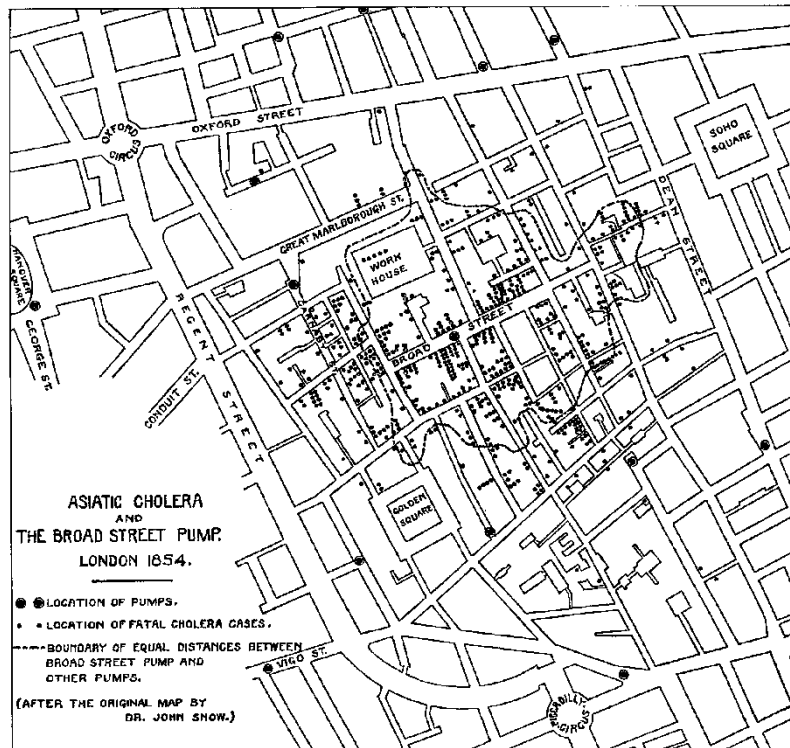 OXFORD STREET
OXFORD
CIRCUS
SOHO
SQUARE
DEAN STREET
GREAT MARLBOROUGH ST.
WORK
HOUSE
HANOVER
SQUARE
GEORGE ST.
REGENT STREET
CONDUIT ST.
CARNABY
BROAD STREET
GOLDEN
SQUARE
ASIATIC CHOLERA
AND
THE BROAD STREET PUMP.
LONDON 1854.
LOCATION OF PUMPS.
LOCATION OF FATAL CHOLERA CASES.
BOUNDARY OF EQUAL DISTANCES BETWEEN
BROAD STREET PUMP AND
OTHER PUMPS.
(AFTER THE ORIGINAL MAP BY
DR. JOHN SNOW.)
VIGO ST.
PICCADILLY
CIRCUS